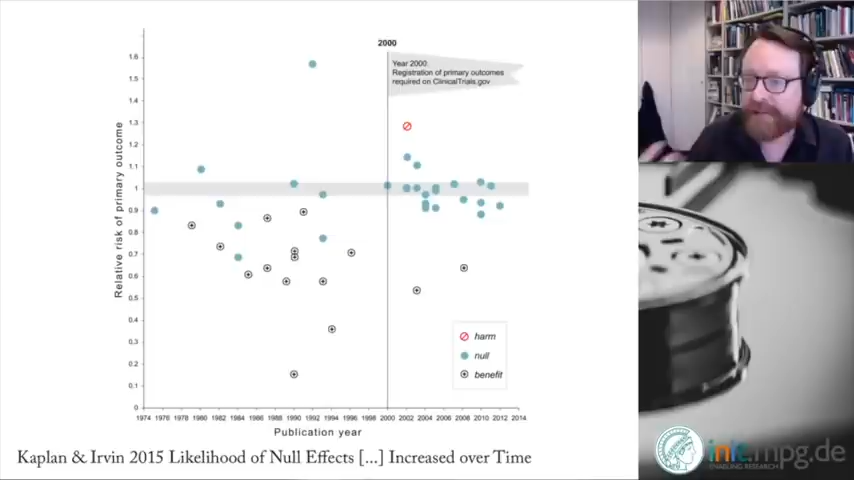 2000
Year 2000
Registration of primary outcomes
required on ClinicalTrials.gov
Relative risk of primary outcome
1.6
1.5
1.4
1.3
1.2
1.1
1
0.9
0.8
0.7
0.6
0.5
0.4
0.3
0.2
0.1
0
harm
null
benefit
1974 1976 1978 1980 1982 1984 1986 1988 1990 1992 1994 1996 1998 2000 2002 2004 2006 2008 2010 2012 2014
Publication year
Kaplan & Irvin 2015 Likelihood of Null Effects [...] Increased over Time
ENABLING RESEARCH